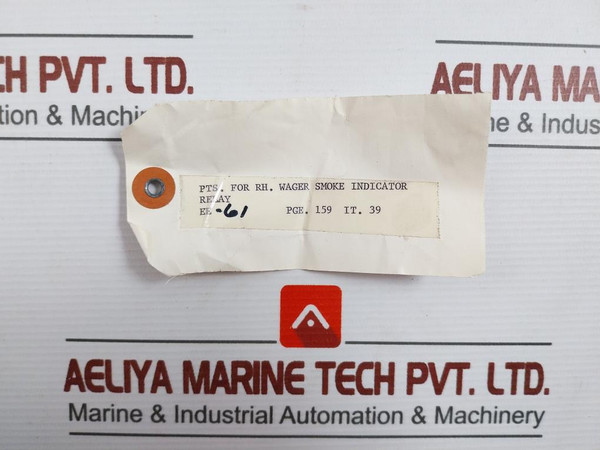 CH PVT. LTD.
tion & Machi
AELIYA MA
ne & Indus
PTS. FOR RH. WAGER SMOKE INDICATOR
RELAY
EE-61 PGE. 159 IT. 39
AELIYA MARINE TECH PVT. LTD.
Marine & Industrial Automation & Machinery